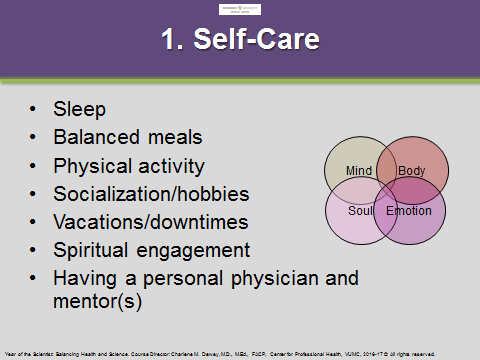 1. Self-Care
• Sleep
• Balanced meals
• Physical activity
• Socialization/hobbies
• Vacations/downtimes
• Spiritual engagement
• Having a personal physician and
mentor(s)
Mind Body
Soul Emotion
Year of the Scientist: Balancing Health and Science. Course Director: Charlene M. Dewey, M.D., M.Ed., FACP, Center for Professional Health, VUMC, 2016-17 © All rights reserved.